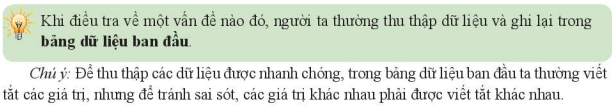 Khi điều tra về một vấn đề nào đó, người ta thường thu thập dữ liệu và ghi lại trong
bảng dữ liệu ban đầu.
Chú ý: Để thu thập các dữ liệu được nhanh chóng, trong bảng dữ liệu ban đầu ta thường viết
tắt các giá trị, nhưng để tránh sai sót, các giá trị khác nhau phải được viết tắt khác nhau.